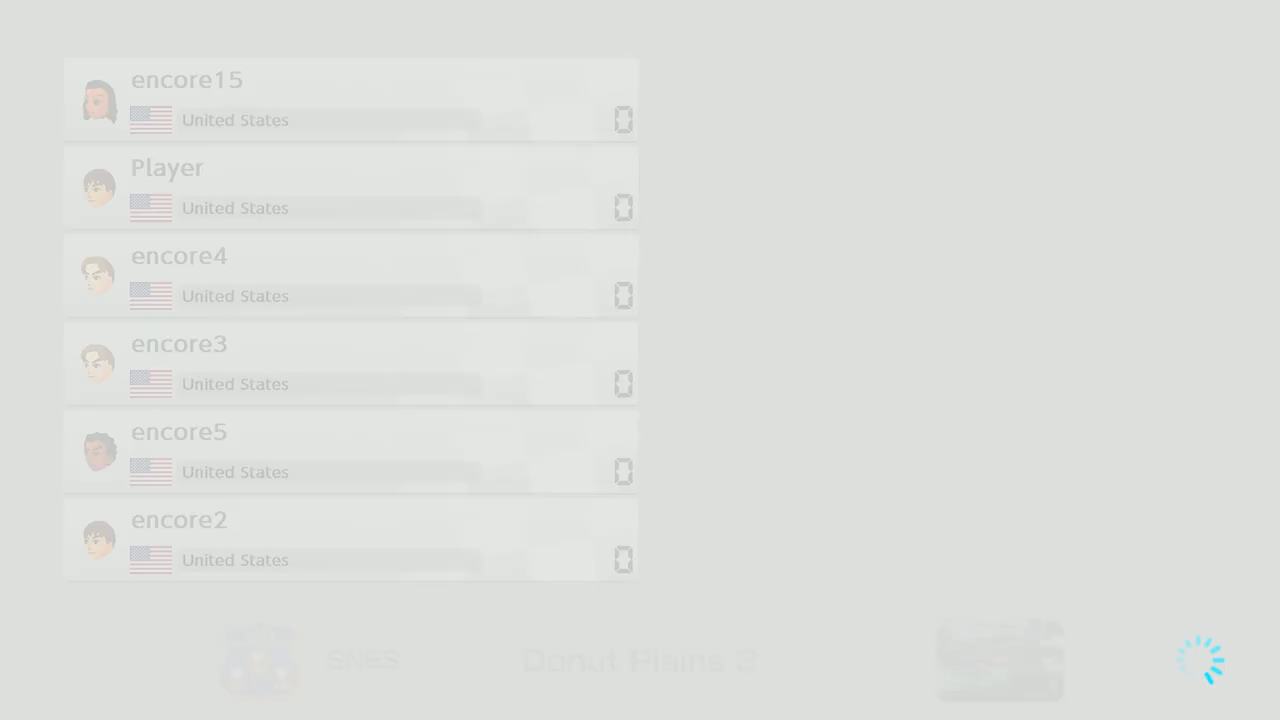 encore15
United States 0
Player
United States 0
encore4
United States 0
encore3
United States 0
encore5
United States 0
encore2
United States 0
SNES Donut Plains 3